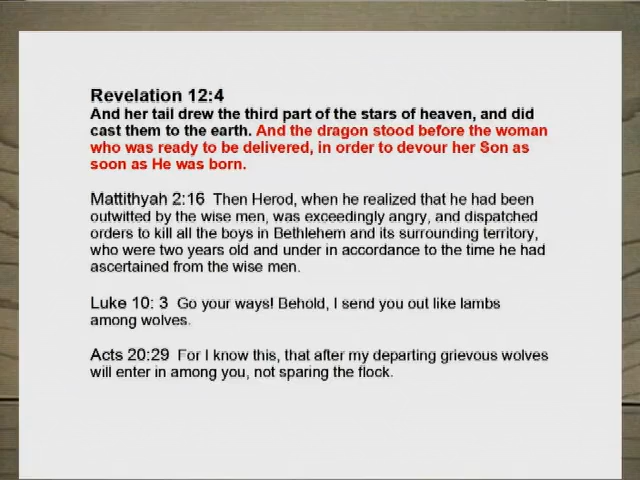 Revelation 12:4
And her tail drew the third part of the stars of heaven, and did
cast them to the earth. And the dragon stood before the woman
who was ready to be delivered, in order to devour her Son as
soon as He was born.
Mattithyah 2:16 Then Herod, when he realized that he had been
outwitted by the wise men, was exceedingly angry, and dispatched
orders to kill all the boys in Bethlehem and its surrounding territory,
who were two years old and under in accordance to the time he had
ascertained from the wise men.
Luke 10: 3 Go your ways! Behold, I send you out like lambs
among wolves.
Acts 20:29 For I know this, that after my departing grievous wolves
will enter in among you, not sparing the flock.